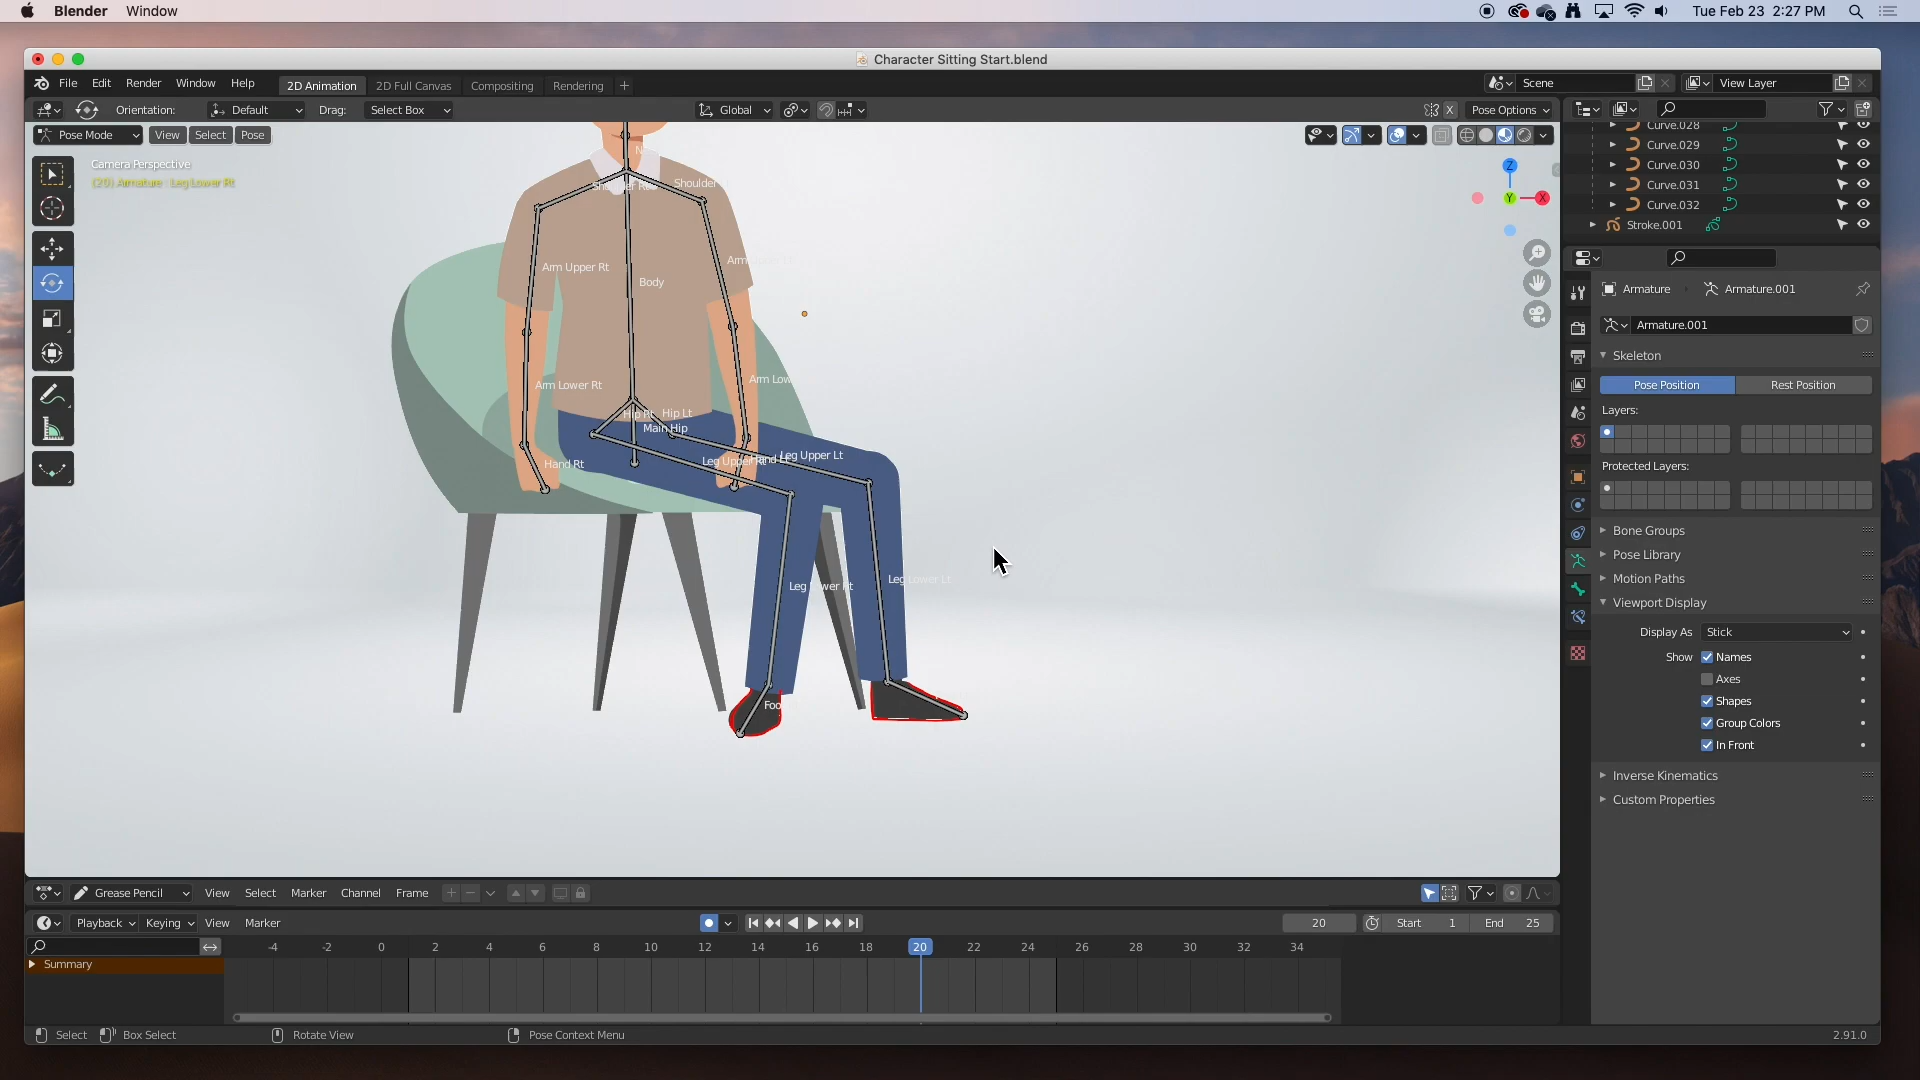 Blender Window
Tue Feb 23 2:27 PM
Character Sitting Start.blend
File Edit Render Window Help
2D Animation 2D Full Canvas Compositing Rendering +
Scene
View Layer
Orientation: Default Drag: Select Box
Global
X Pose Options
Pose Mode View Select Pose
Camera Perspective
(20) Armature : Leg Lower Rt
Shoulder
Arm Upper Rt
Body
Arm Lower Rt
Hip Rt Hip Lt
Main Hip
Hand Rt
Leg Upper Lt
Leg Lower Lt
Z
Y
X
Curve.028
Curve.029
Curve.030
Curve.031
Curve.032
Stroke.001
Armature Armature.001
Armature.001
Skeleton
Pose Position Rest Position
Layers:
Protected Layers:
Bone Groups
Pose Library
Motion Paths
Viewport Display
Display As Stick
Show Names
Axes
Shapes
Group Colors
In Front
Inverse Kinematics
Custom Properties
Grease Pencil View Select Marker Channel Frame
Playback Keying View Marker
20 Start 1 End 25
-4 -2 0 2 4 6 8 10 12 14 16 18 20 22 24 26 28 30 32 34
Summary
Select Box Select Rotate View Pose Context Menu
2.91.0